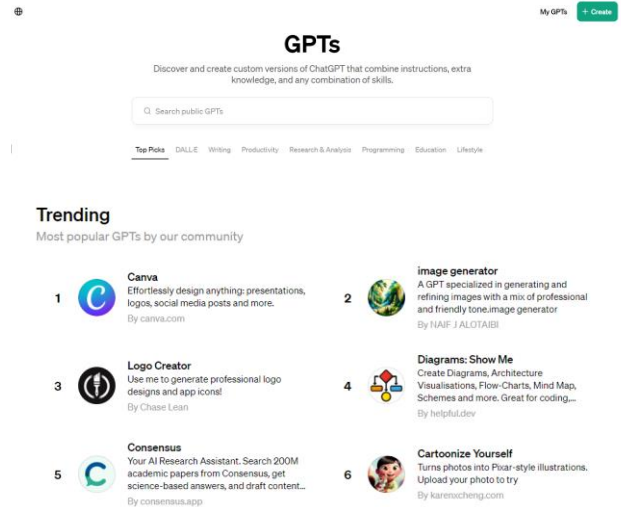 My GPTs
+ Create
GPTs
Discover and create custom versions of ChatGPT that combine instructions, extra
knowledge, and any combination of skills.
Search public GPTs
Top Picks DALL·E Writing Productivity Research & Analysis Programming Education Lifestyle
Trending
Most popular GPTs by our community
1
Canva
Effortlessly design anything: presentations,
logos, social media posts and more.
By canva.com
2
image generator
A GPT specialized in generating and
refining images with a mix of professional
and friendly tone.image generator
By NAIF J ALOTAIBI
3
Logo Creator
Use me to generate professional logo
designs and app icons!
By Chase Lean
4
Diagrams: Show Me
Create Diagrams, Architecture
Visualisations, Flow-Charts, Mind Map,
Schemes and more. Great for coding,...
By helpful.dev
5
Consensus
Your AI Research Assistant. Search 200M
academic papers from Consensus, get
science-based answers, and draft content...
By consensus.app
6
Cartoonize Yourself
Turns photos into Pixar-style illustrations.
Upload your photo to try
By karenxcheng.com